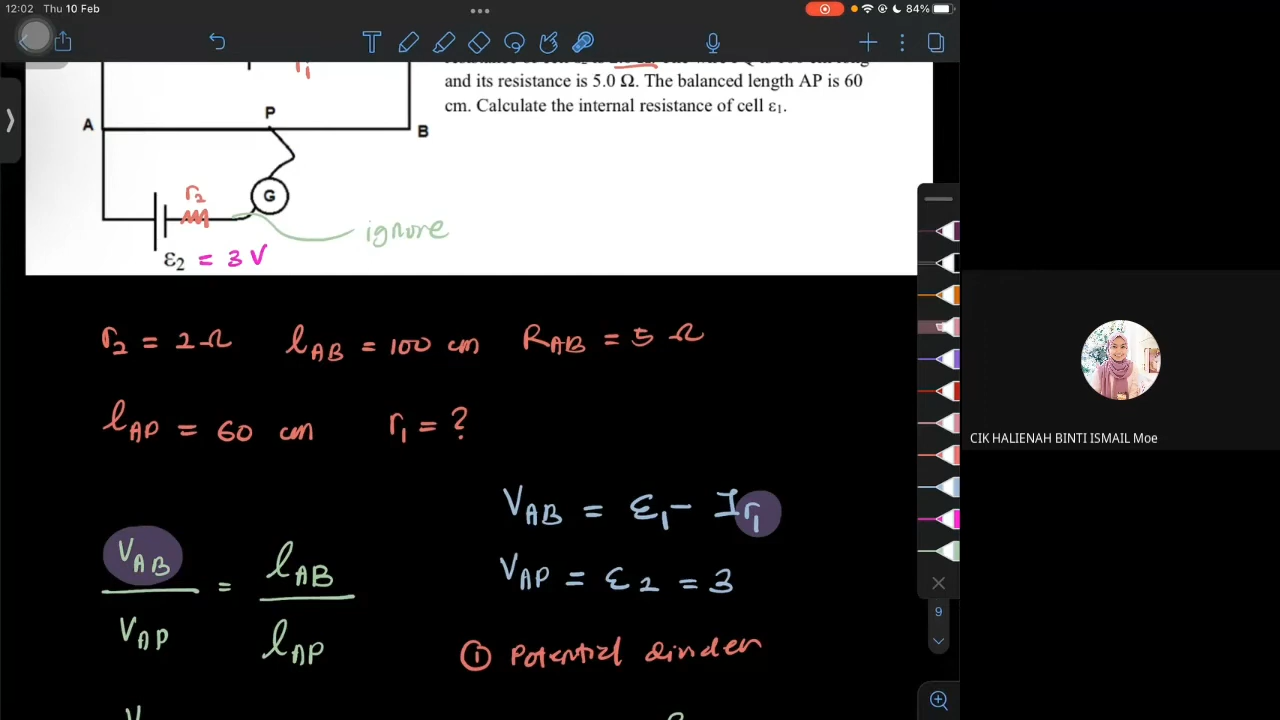 12:02 Thu 10 Feb
84%
r₁
and its resistance is 5.0 Ω. The balanced length AP is 60
cm. Calculate the internal resistance of cell ε₁.
A
P
B
r₂
G
ignore
ε₂ = 3 V
r₂ = 2 Ω l_AB = 100 cm R_AB = 5 Ω
l_AP = 60 cm r₁ = ?
V_AB = ε₁ - I r₁
V_AB / V_AP = l_AB / l_AP
V_AP = ε₂ = 3
① Potential
9
CIK HALIENAH BINTI ISMAIL Moe